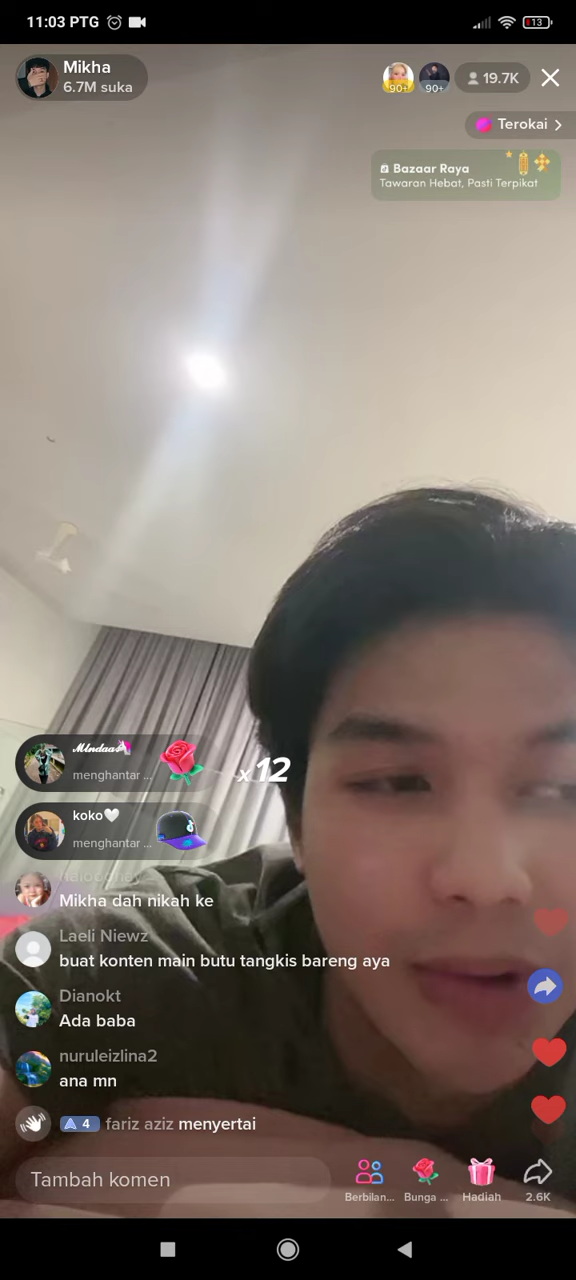 11:03 PTG
13
Mikha
6.7M suka
90+
90+
19.7K
Terokai
Bazaar Raya
Tawaran Hebat, Pasti Terpikat
𝓜𝓲𝓷𝓭𝓪𝓪𝓼🦄
menghantar ...
x12
koko🤍
menghantar ...
Mikha dah nikah ke
Laeli Niewz
buat konten main butu tangkis bareng aya
Dianokt
Ada baba
nuruleizlina2
ana mn
4 fariz aziz menyertai
Tambah komen
Berbilan...
Bunga ...
Hadiah
2.6K